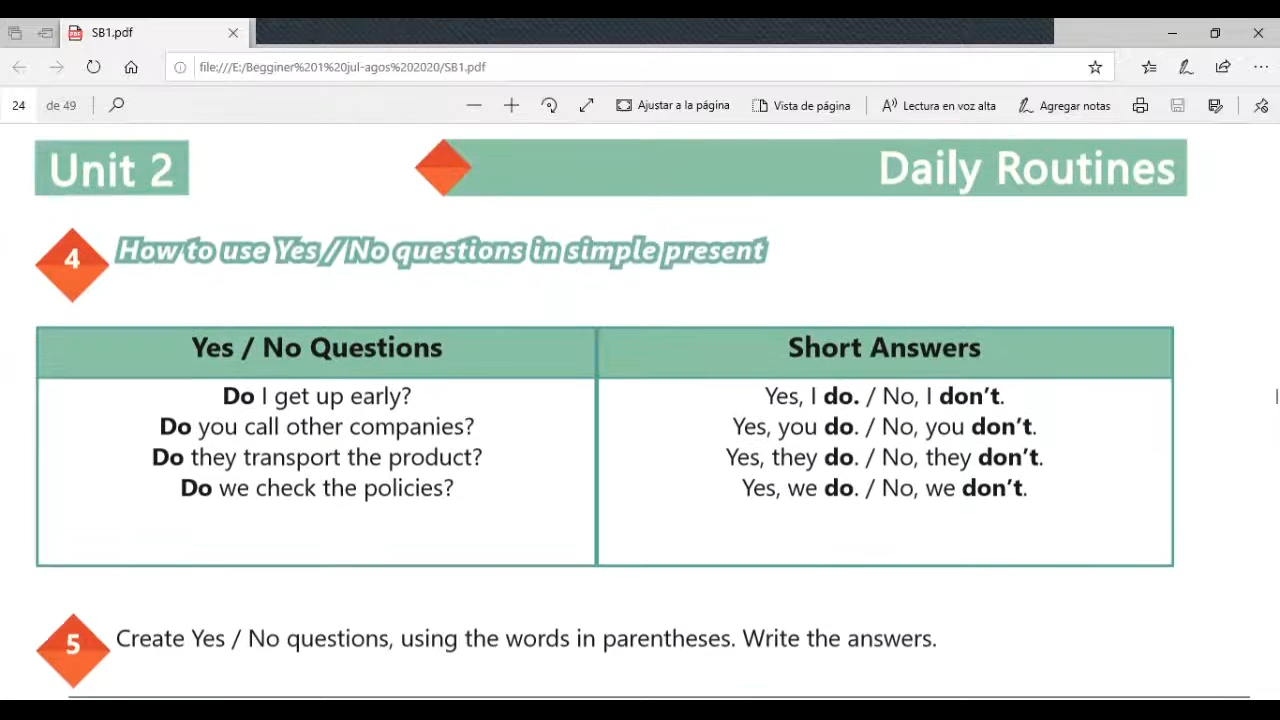 SB1.pdf
file:///E:/Begginer%201%20jul-agos%202020/SB1.pdf
24 de 49
Ajustar a la página
Vista de página
Lectura en voz alta
Agregar notas
Unit 2
Daily Routines
4 How to use Yes / No questions in simple present
Yes / No Questions
Short Answers
Do I get up early?
Yes, I do. / No, I don't.
Do you call other companies?
Yes, you do. / No, you don't.
Do they transport the product?
Yes, they do. / No, they don't.
Do we check the policies?
Yes, we do. / No, we don't.
5 Create Yes / No questions, using the words in parentheses. Write the answers.